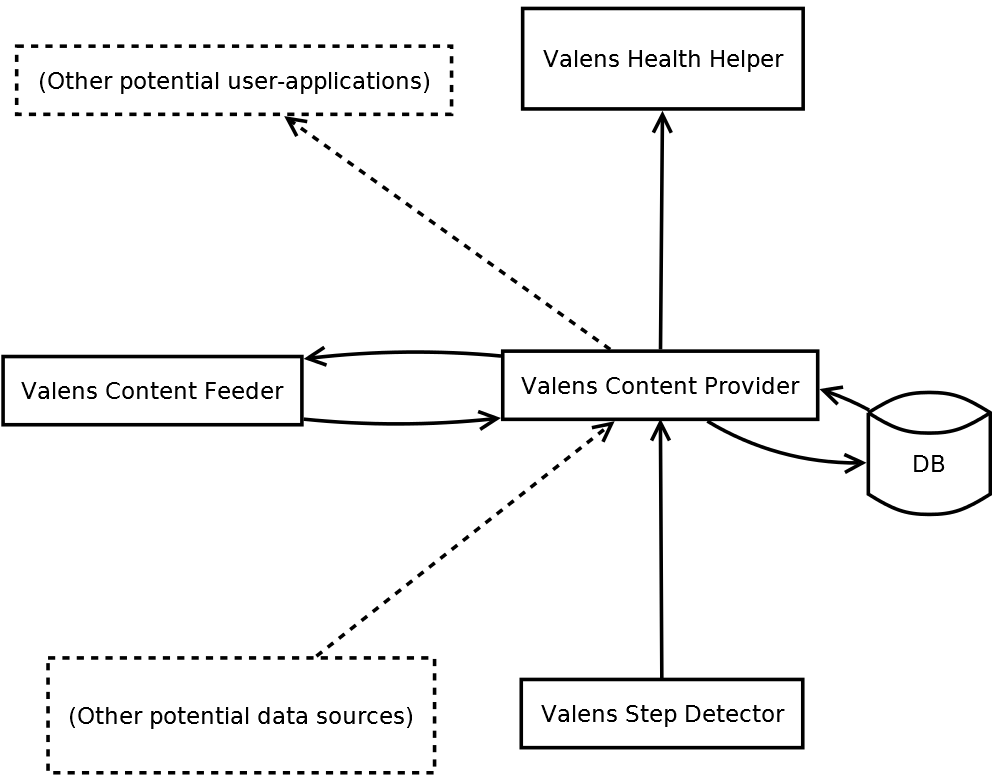 Valens Health Helper
(Other potential user-applications)
Valens Content Feeder
Valens Content Provider
DB
(Other potential data sources)
Valens Step Detector